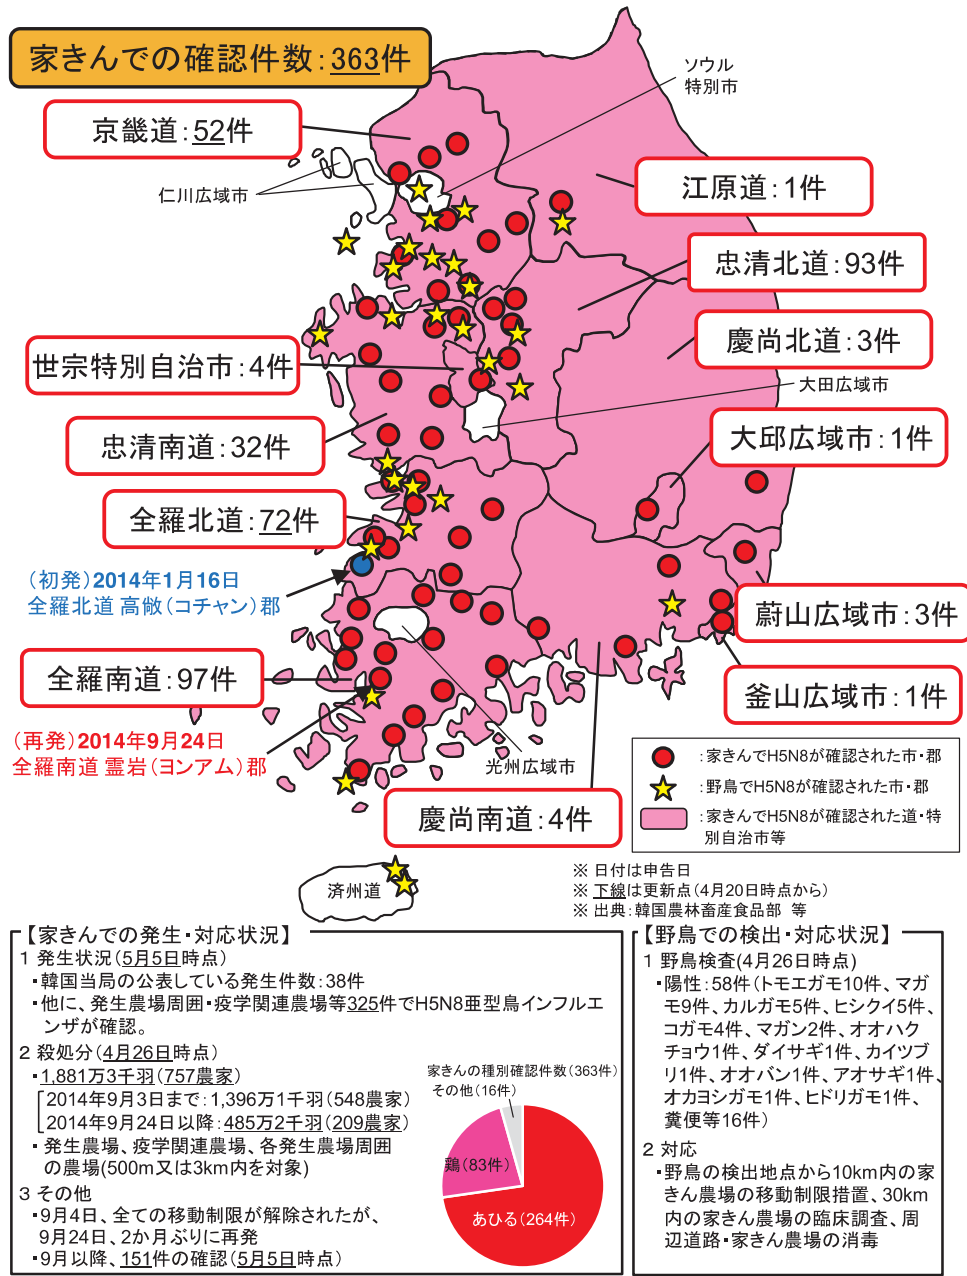 家きんでの確認件数：363件
ソウル
特別市
京畿道：52件
仁川広域市
江原道：1件
忠清北道：93件
慶尚北道：3件
世宗特別自治市：4件
大田広域市
大邱広域市：1件
忠清南道：32件
全羅北道：72件
(初発)2014年1月16日
全羅北道 高敞(コチャン)郡
蔚山広域市：3件
全羅南道：97件
釜山広域市：1件
(再発)2014年9月24日
全羅南道 霊岩(ヨンアム)郡
光州広域市
慶尚南道：4件
：家きんでH5N8が確認された市・郡
：野鳥でH5N8が確認された市・郡
：家きんでH5N8が確認された道・特
別自治市等
済州道
※ 日付は申告日
※ 下線は更新点(4月20日時点から)
※ 出典：韓国農林畜産食品部 等
【家きんでの発生・対応状況】
1 発生状況(5月5日時点)
・韓国当局の公表している発生件数：38件
・他に、発生農場周囲・疫学関連農場等325件でH5N8亜型鳥インフルエ
ンザが確認。
2 殺処分(4月26日時点)
・1,881万3千羽(757農家)
2014年9月3日まで：1,396万1千羽(548農家)
2014年9月24日以降：485万2千羽(209農家)
・発生農場、疫学関連農場、各発生農場周囲
の農場(500m又は3km内を対象)
3 その他
・9月4日、全ての移動制限が解除されたが、
9月24日、2か月ぶりに再発
・9月以降、151件の確認(5月5日時点)
家きんの種別確認件数(363件)
その他(16件)
鶏(83件)
あひる(264件)
【野鳥での検出・対応状況】
1 野鳥検査(4月26日時点)
・陽性：58件(トモエガモ10件、マガ
モ9件、カルガモ5件、ヒシクイ5件、
コガモ4件、マガン2件、オオハク
チョウ1件、ダイサギ1件、カイツブ
リ1件、オオバン1件、アオサギ1件、
オカヨシガモ1件、ヒドリガモ1件、
糞便等16件)
2 対応
・野鳥の検出地点から10km内の家
きん農場の移動制限措置、30km
内の家きん農場の臨床調査、周
辺道路・家きん農場の消毒